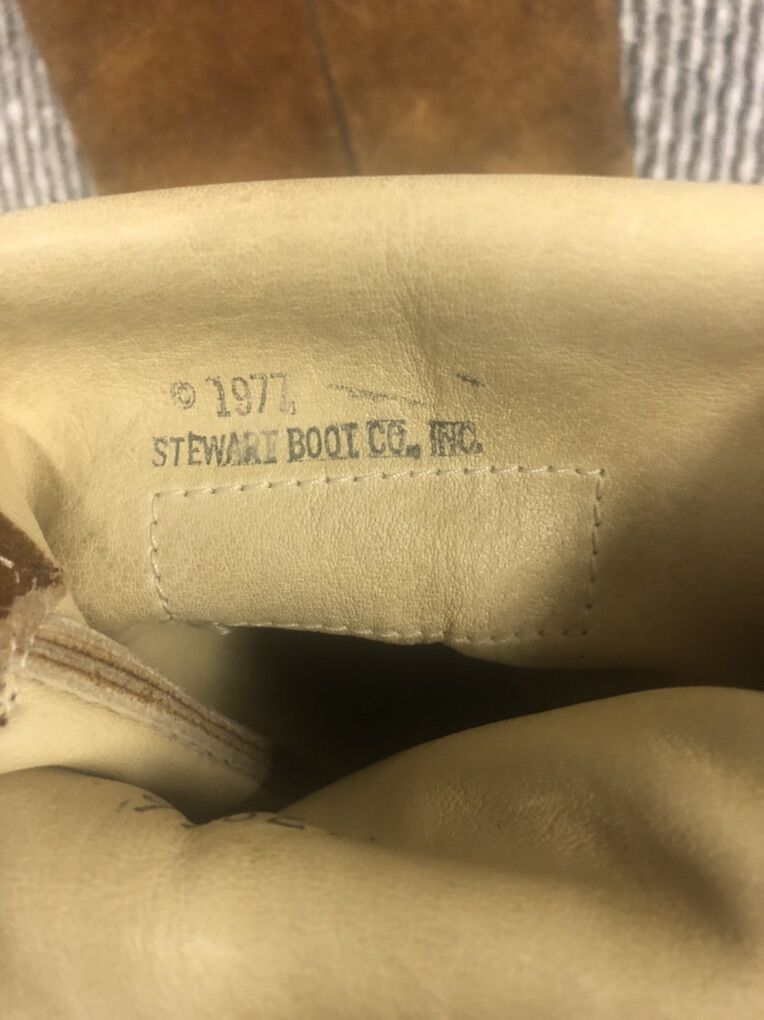 © 1977,
STEWART BOOT CO., INC.